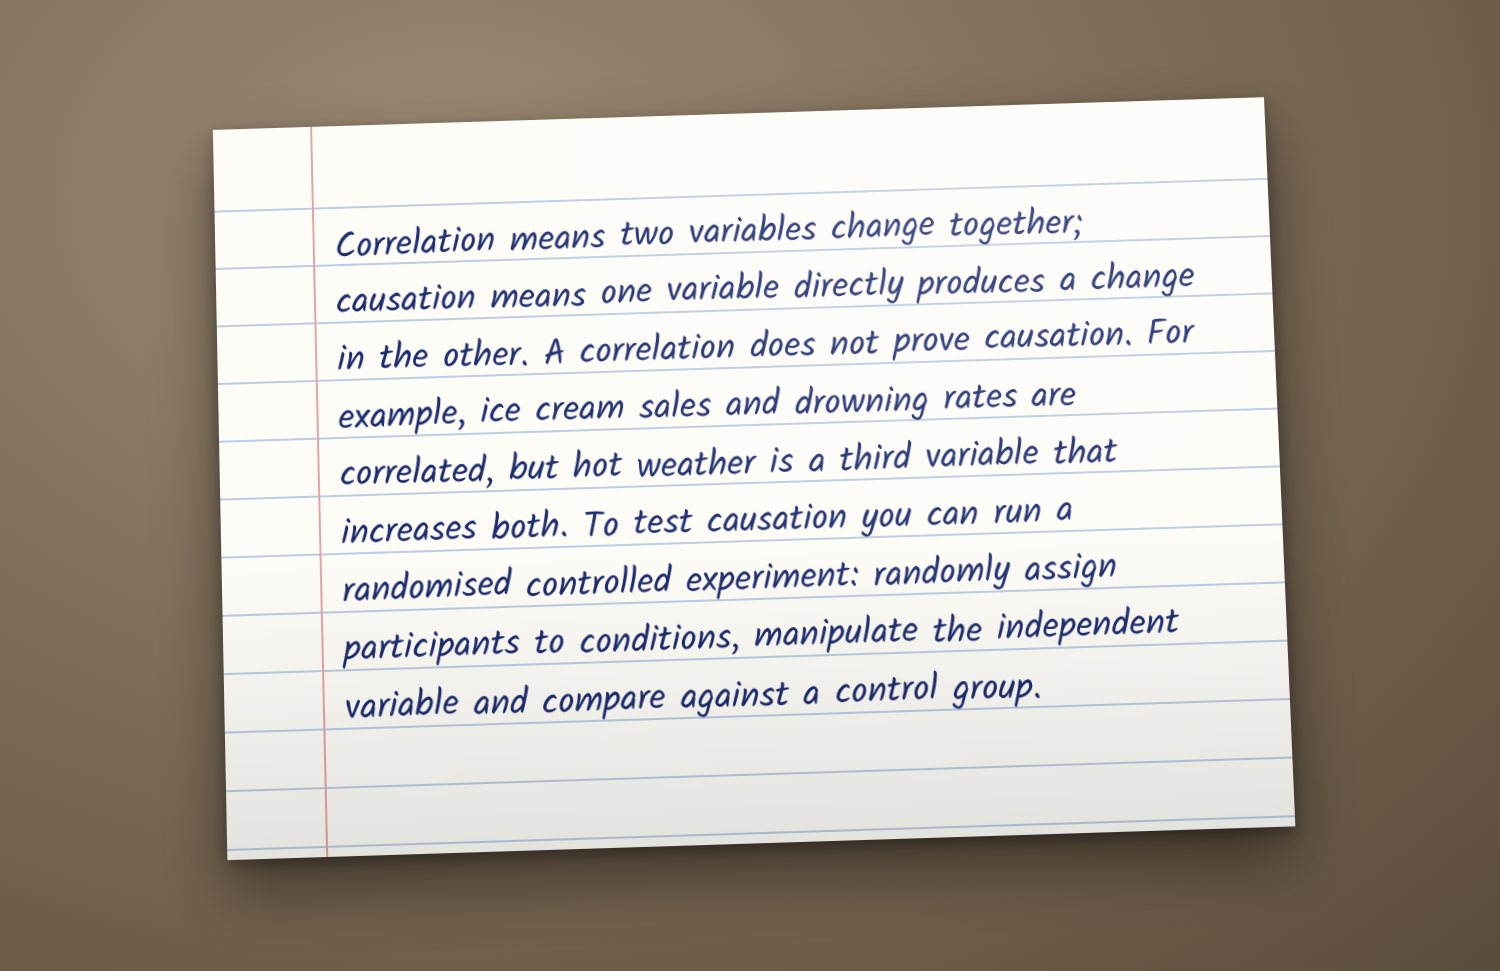 Correlation means two variables change together;
causation means one variable directly produces a change
in the other. A correlation does not prove causation. For
example, ice cream sales and drowning rates are
correlated, but hot weather is a third variable that
increases both. To test causation you can run a
randomised controlled experiment: randomly assign
participants to conditions, manipulate the independent
variable and compare against a control group.